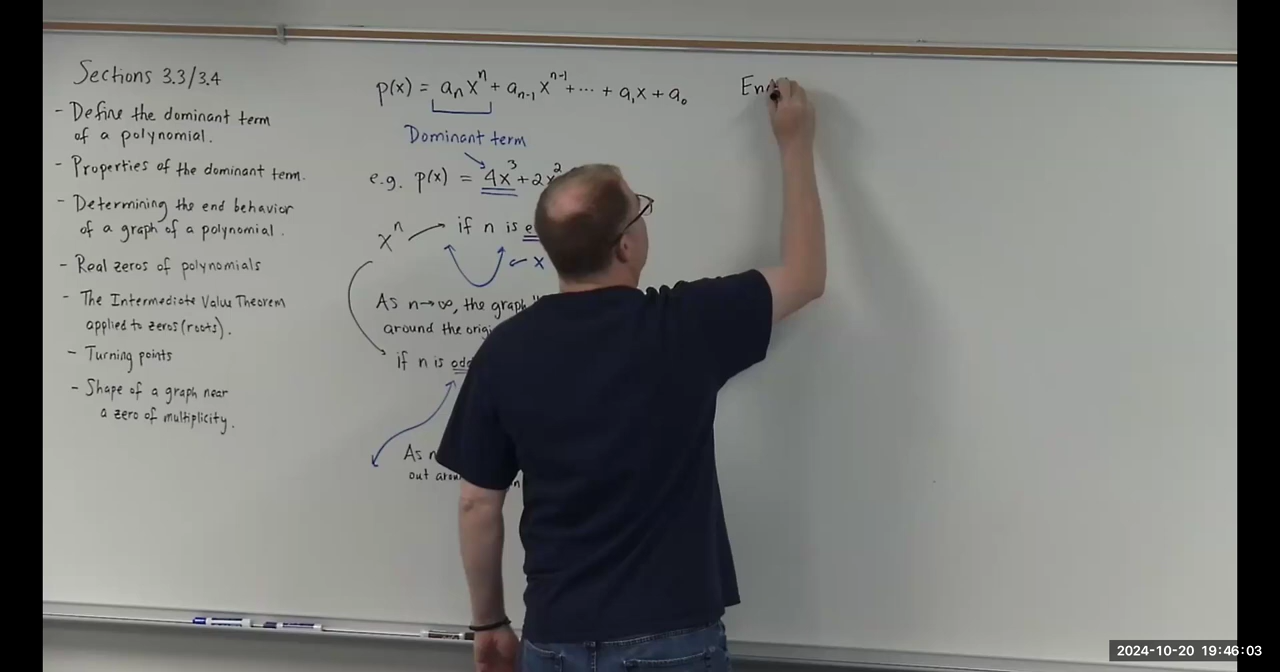 Sections 3.3/3.4
- Define the dominant term
of a polynomial.
- Properties of the dominant term.
- Determining the end behavior
of a graph of a polynomial.
- Real zeros of polynomials
- The Intermediate Value Theorem
applied to zeros (roots).
- Turning points
- Shape of a graph near
a zero of multiplicity.
p(x) = aₙxⁿ + aₙ₋₁xⁿ⁻¹ + ··· + a₁x + a₀
Dominant term
e.g. p(x) = 4x³ + 2x²
xⁿ
if n is
x
As n→∞, the graph
around the
if n is odd
As
out
2024-10-20 19:46:03